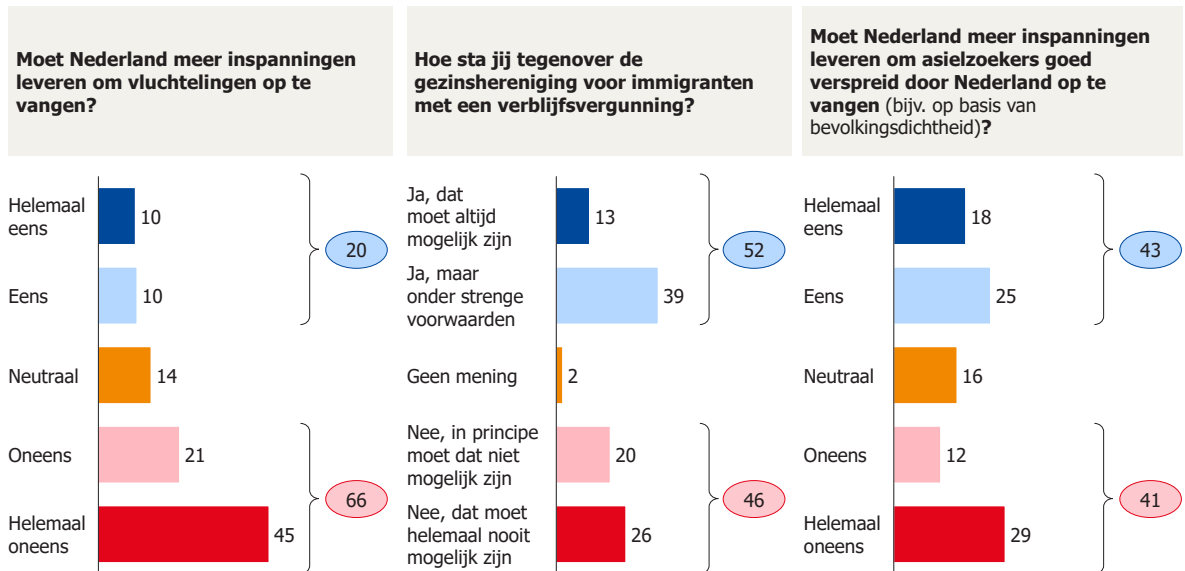 Moet Nederland meer inspanningen
leveren om vluchtelingen op te
vangen?
Helemaal
eens
10
Eens
10
20
Neutraal
14
Oneens
21
Helemaal
oneens
45
66
Hoe sta jij tegenover de
gezinshereniging voor immigranten
met een verblijfsvergunning?
Ja, dat
moet altijd
mogelijk zijn
13
Ja, maar
onder strenge
voorwaarden
39
52
Geen mening
2
Nee, in principe
moet dat niet
mogelijk zijn
20
Nee, dat moet
helemaal nooit
mogelijk zijn
26
46
Moet Nederland meer inspanningen
leveren om asielzoekers goed
verspreid door Nederland op te
vangen (bijv. op basis van
bevolkingsdichtheid)?
Helemaal
eens
18
Eens
25
43
Neutraal
16
Oneens
12
Helemaal
oneens
29
41